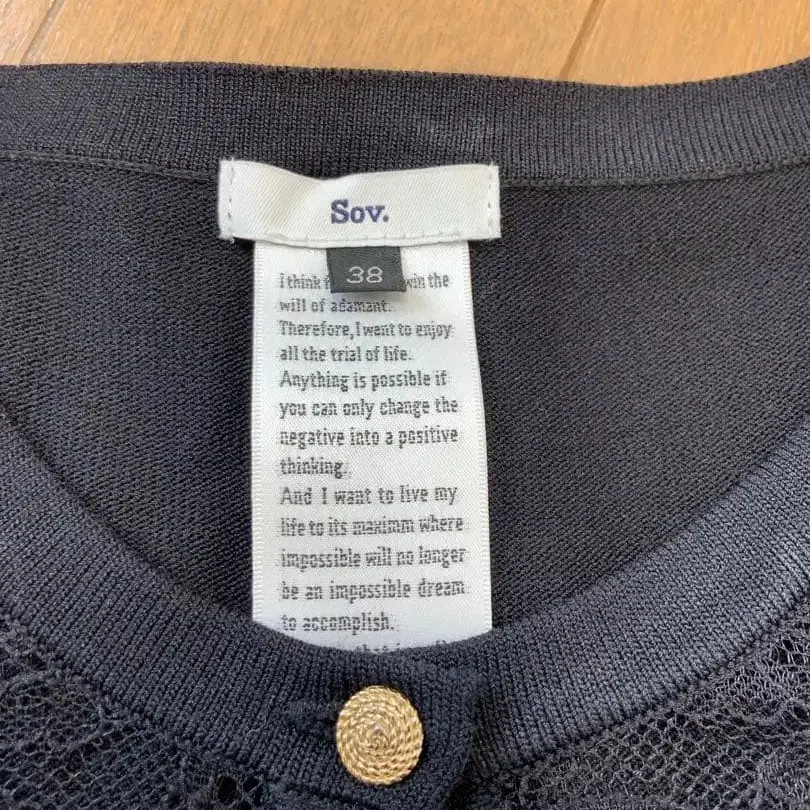 Sov.
38
I think win the
will of adamant.
Therefore, I want to enjoy
all the trial of life.
Anything is possible if
you can only change the
negative into a positive
thinking.
And I want to live my
life to its maximm where
impossible will no longer
be an impossible dream
to accomplish.